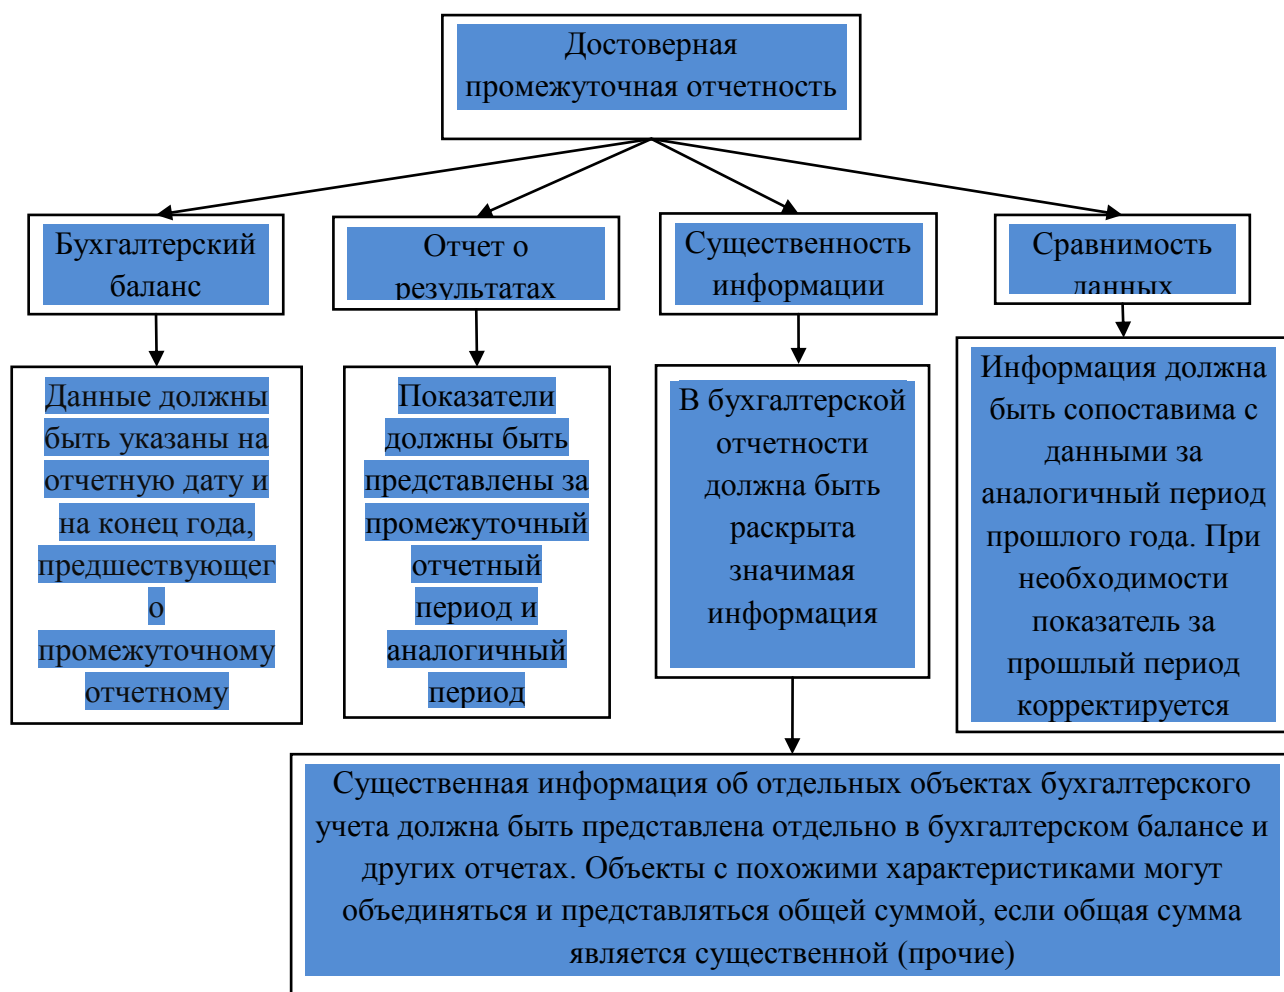 Достоверная
промежуточная отчетность
Бухгалтерский
баланс
Отчет о
результатах
Существенность
информации
Сравнимость
данных
Данные должны
быть указаны на
отчетную дату и
на конец года,
предшествующег
о
промежуточному
отчетному
Показатели
должны быть
представлены за
промежуточный
отчетный
период и
аналогичный
период
В бухгалтерской
отчетности
должна быть
раскрыта
значимая
информация
Информация должна
быть сопоставима с
данными за
аналогичный период
прошлого года. При
необходимости
показатель за
прошлый период
корректируется
Существенная информация об отдельных объектах бухгалтерского
учета должна быть представлена отдельно в бухгалтерском балансе и
других отчетах. Объекты с похожими характеристиками могут
объединяться и представляться общей суммой, если общая сумма
является существенной (прочие)